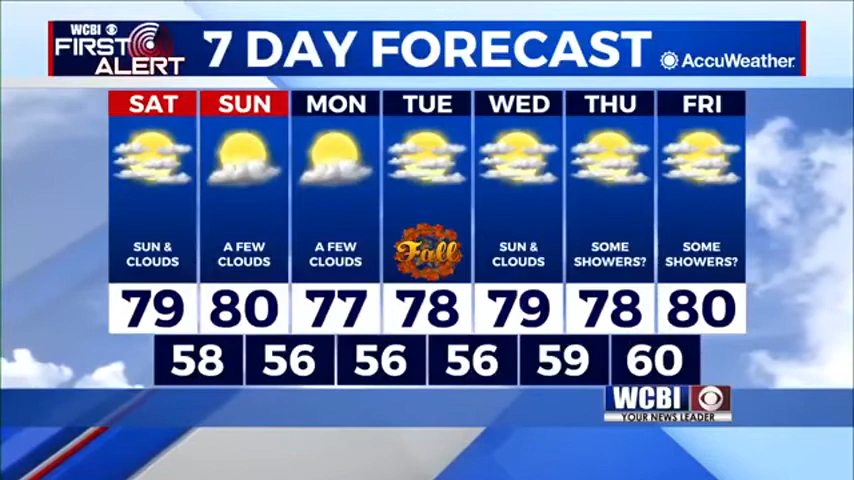 WCBI
FIRST
ALERT
7 DAY FORECAST
AccuWeather
SAT SUN MON TUE WED THU FRI
SUN & CLOUDS
A FEW CLOUDS
A FEW CLOUDS
Fall
SUN & CLOUDS
SOME SHOWERS?
SOME SHOWERS?
79 80 77 78 79 78 80
58 56 56 56 59 60
WCBI
YOUR NEWS LEADER